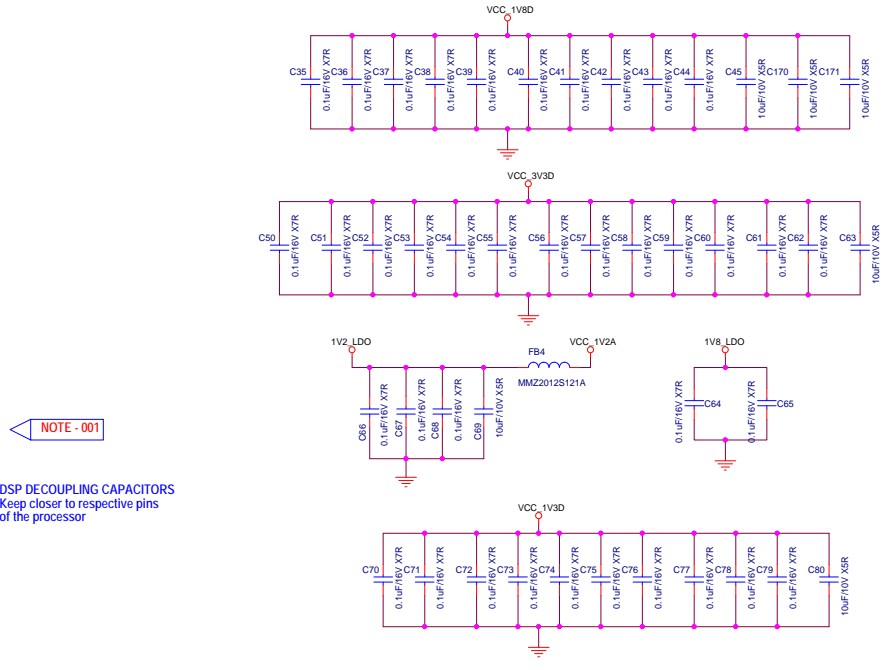 VCC_1V8D
C35
0.1uF/16V X7R
C36
0.1uF/16V X7R
C37
0.1uF/16V X7R
C38
0.1uF/16V X7R
C39
0.1uF/16V X7R
C40
0.1uF/16V X7R
C41
0.1uF/16V X7R
C42
0.1uF/16V X7R
C43
0.1uF/16V X7R
C44
0.1uF/16V X7R
C45
10uF/10V X5R
C170
10uF/10V X5R
C171
10uF/10V X5R
VCC_3V3D
C50
0.1uF/16V X7R
C51
0.1uF/16V X7R
C52
0.1uF/16V X7R
C53
0.1uF/16V X7R
C54
0.1uF/16V X7R
C55
0.1uF/16V X7R
C56
0.1uF/16V X7R
C57
0.1uF/16V X7R
C58
0.1uF/16V X7R
C59
0.1uF/16V X7R
C60
0.1uF/16V X7R
C61
0.1uF/16V X7R
C62
0.1uF/16V X7R
C63
10uF/10V X5R
1V2_LDO
C66
0.1uF/16V X7R
C67
0.1uF/16V X7R
C68
0.1uF/16V X7R
C69
10uF/10V X5R
FB4
MMZ2012S121A
VCC_1V2A
1V8_LDO
0.1uF/16V X7R
C64
0.1uF/16V X7R
C65
NOTE - 001
DSP DECOUPLING CAPACITORS
Keep closer to respective pins
of the processor
VCC_1V3D
C70
0.1uF/16V X7R
C71
0.1uF/16V X7R
C72
0.1uF/16V X7R
C73
0.1uF/16V X7R
C74
0.1uF/16V X7R
C75
0.1uF/16V X7R
C76
0.1uF/16V X7R
C77
0.1uF/16V X7R
C78
0.1uF/16V X7R
C79
0.1uF/16V X7R
C80
10uF/10V X5R